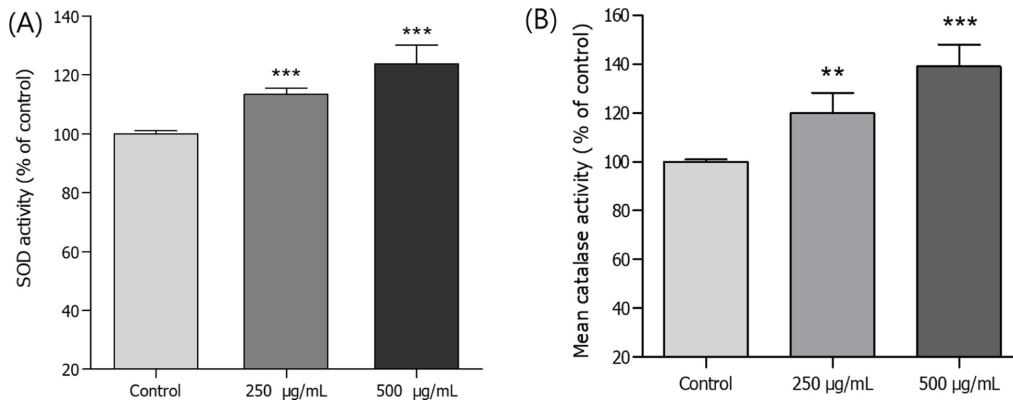 (A)
SOD activity (% of control)
140
120
100
80
60
40
20
***
***
Control
250 µg/mL
500 µg/mL
(B)
Mean catalase activity (% of control)
160
140
120
100
80
60
40
20
**
***
Control
250 µg/mL
500 µg/mL